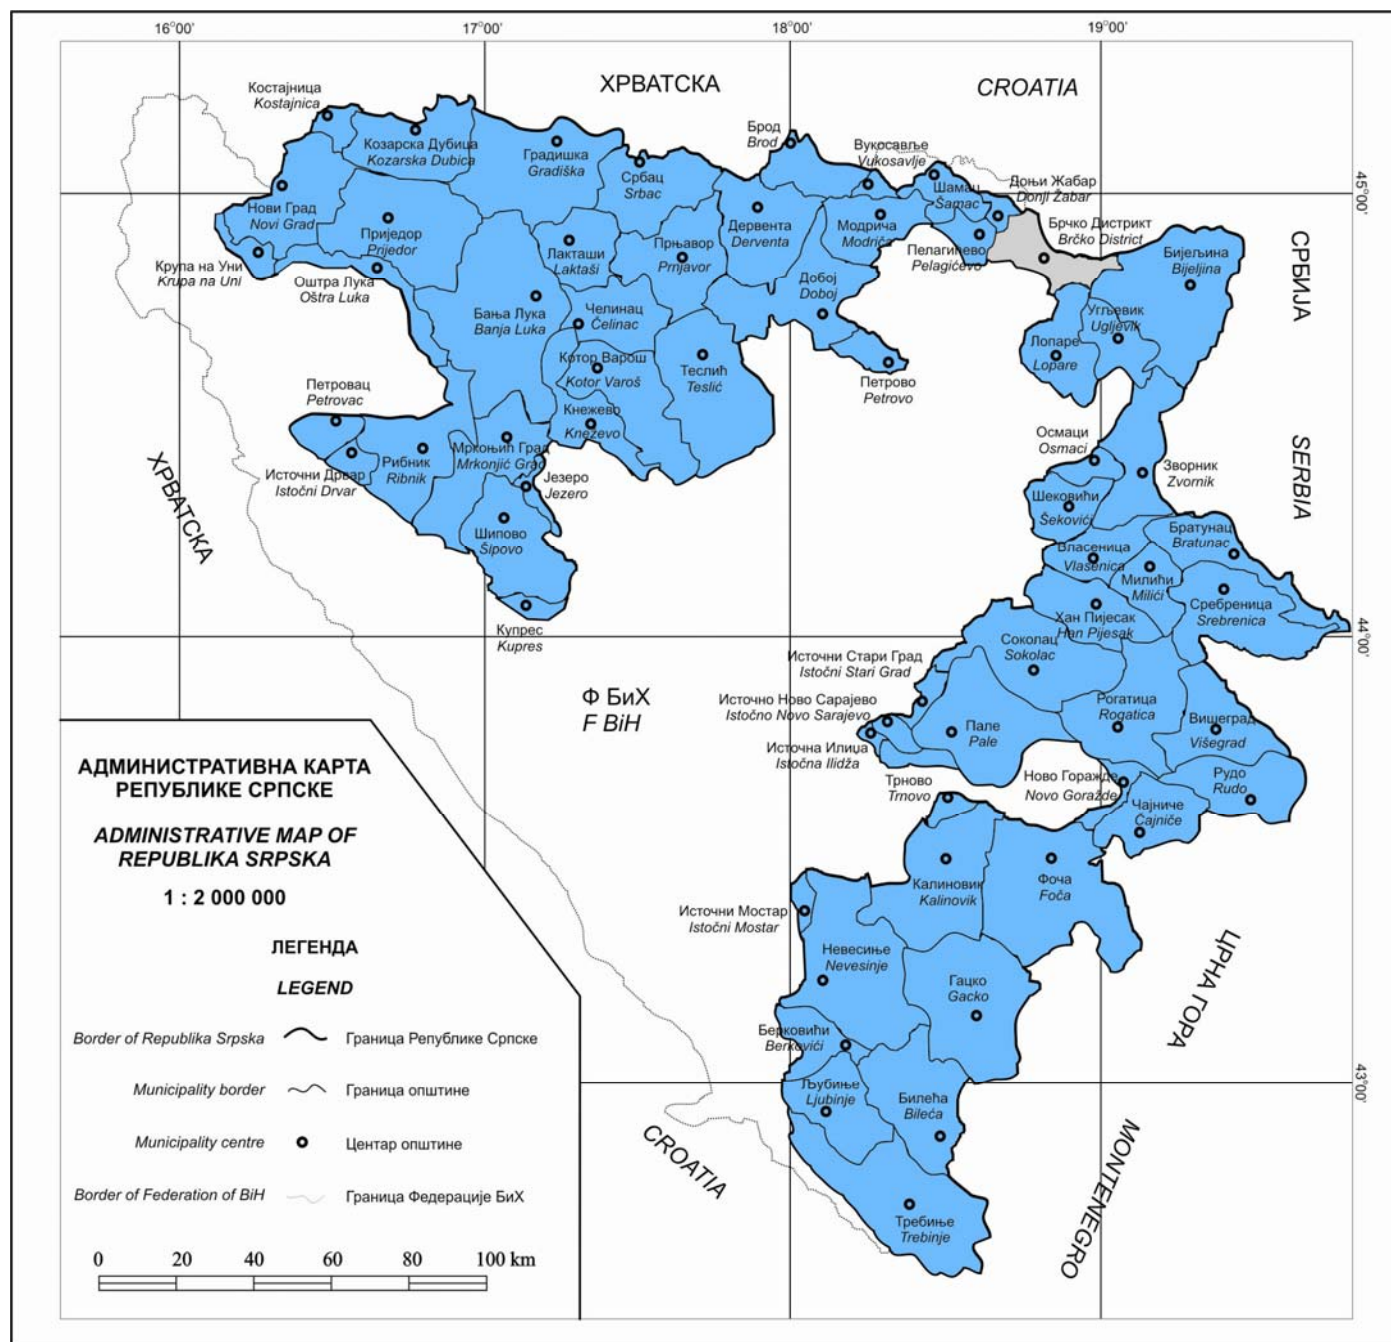 16°00'
17°00'
18°00'
19°00'
ХРВАТСКА
CROATIA
Костајница
Kostajnica
Козарска Дубица
Kozarska Dubica
Градишка
Gradiška
Србац
Srbac
Брод
Brod
Вукосавље
Vukosavlje
Шамац
Šamac
Доњи Жабар
Donji Žabar
45°00'
Нови Град
Novi Grad
Приједор
Prijedor
Лакташи
Laktaši
Прњавор
Prnjavor
Дервента
Derventa
Модрича
Modriča
Пелагићево
Pelagićevo
Брчко Дистрикт
Brčko District
Бијељина
Bijeljina
СРБИЈА
Крупа на Уни
Krupa na Uni
Оштра Лука
Oštra Luka
Бања Лука
Banja Luka
Челинац
Čelinac
Добој
Doboj
Угљевик
Ugljevik
Лопаре
Lopare
Котор Варош
Kotor Varoš
Теслић
Teslić
Петрово
Petrovo
Петровац
Petrovac
Кнежево
Kneževo
Осмаци
Osmaci
Зворник
Zvornik
SERBIA
ХРВАТСКА
Источни Дрвар
Istočni Drvar
Рибник
Ribnik
Мркоњић Град
Mrkonjić Grad
Језеро
Jezero
Шипово
Šipovo
Шековићи
Šekovići
Братунац
Bratunac
Власеница
Vlasenica
Милићи
Milići
Сребреница
Srebrenica
Купрес
Kupres
Хан Пијесак
Han Pijesak
44°00'
Соколац
Sokolac
Источни Стари Град
Istočni Stari Grad
Ф БиХ
F BiH
Источно Ново Сарајево
Istočno Novo Sarajevo
Источна Илиџа
Istočna Ilidža
Пале
Pale
Рогатица
Rogatica
Вишеград
Višegrad
Трново
Trnovo
Ново Горажде
Novo Goražde
Рудо
Rudo
Чајниче
Čajniče
Калиновик
Kalinovik
Фоча
Foča
Источни Мостар
Istočni Mostar
Невесиње
Nevesinje
Гацко
Gacko
ЦРНА ГОРА
Берковићи
Berkovići
43°00'
Љубиње
Ljubinje
Билећа
Bileća
CROATIA
MONTENEGRO
Требиње
Trebinje
АДМИНИСТРАТИВНА КАРТА
РЕПУБЛИКЕ СРПСКЕ
ADMINISTRATIVE MAP OF
REPUBLIKA SRPSKA
1 : 2 000 000
ЛЕГЕНДА
LEGEND
Border of Republika Srpska Граница Републике Српске
Municipality border Граница општине
Municipality centre Центар општине
Border of Federation of BiH Граница Федерације БиХ
0 20 40 60 80 100 km